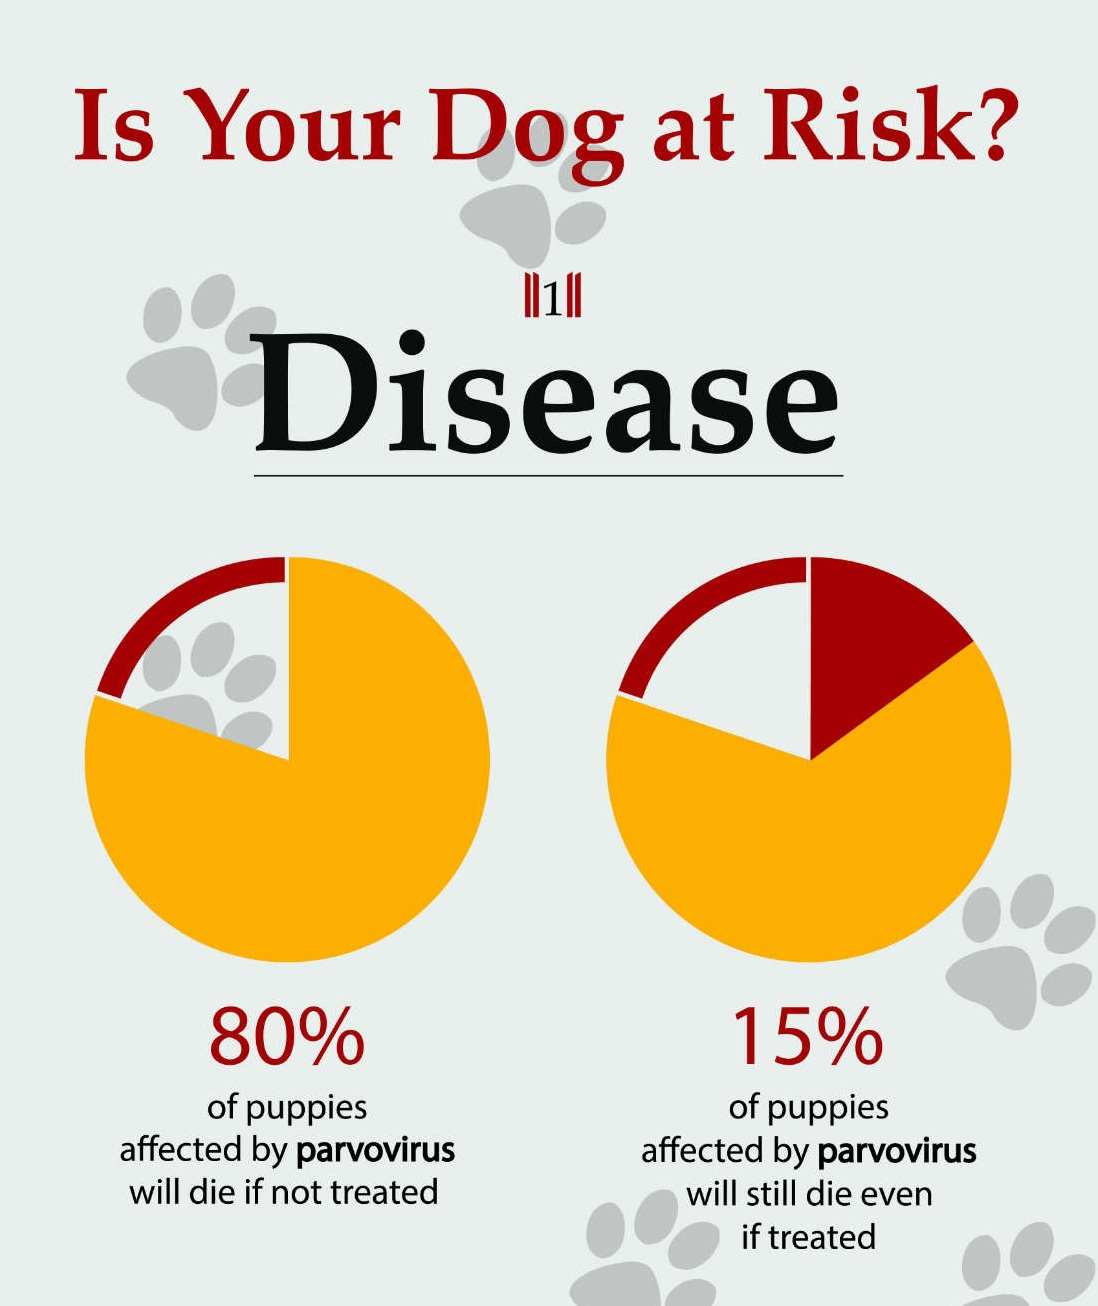 Is Your Dog at Risk?
1
Disease
80%
of puppies
affected by parvovirus
will die if not treated
15%
of puppies
affected by parvovirus
will still die even
if treated